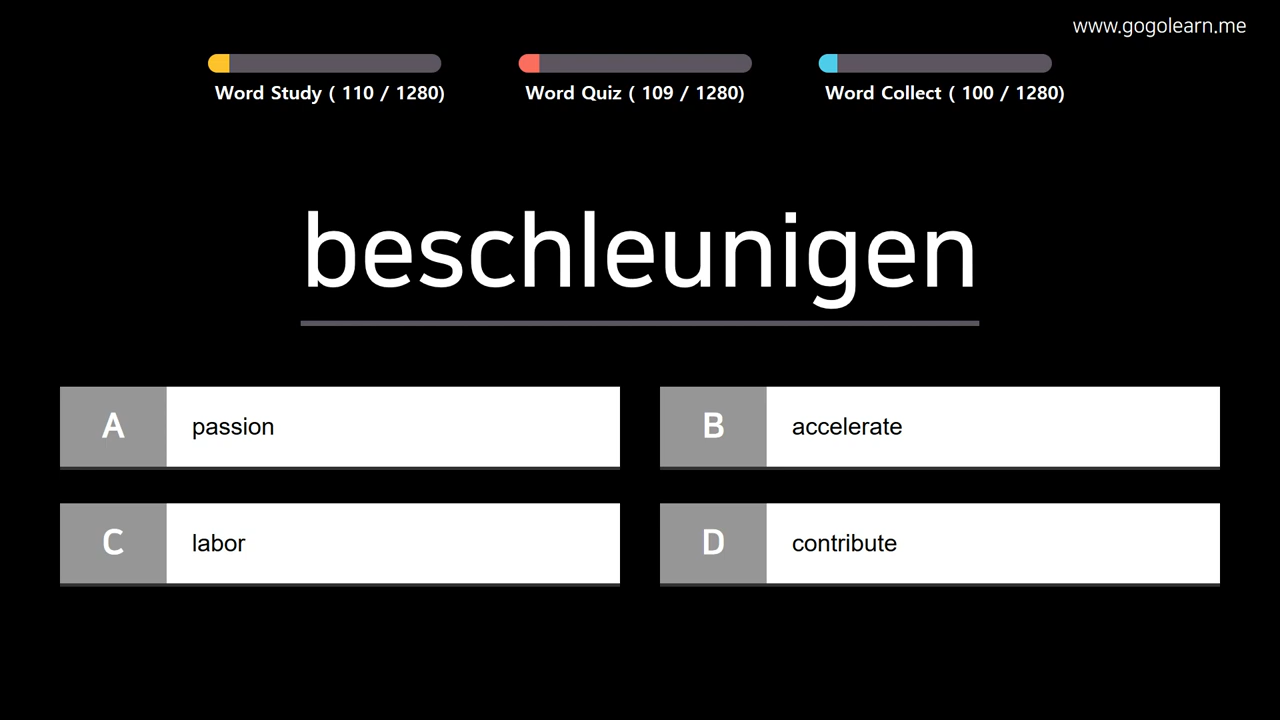 www.gogolearn.me
Word Study ( 110 / 1280)
Word Quiz ( 109 / 1280)
Word Collect ( 100 / 1280)
beschleunigen
A passion
B accelerate
C labor
D contribute